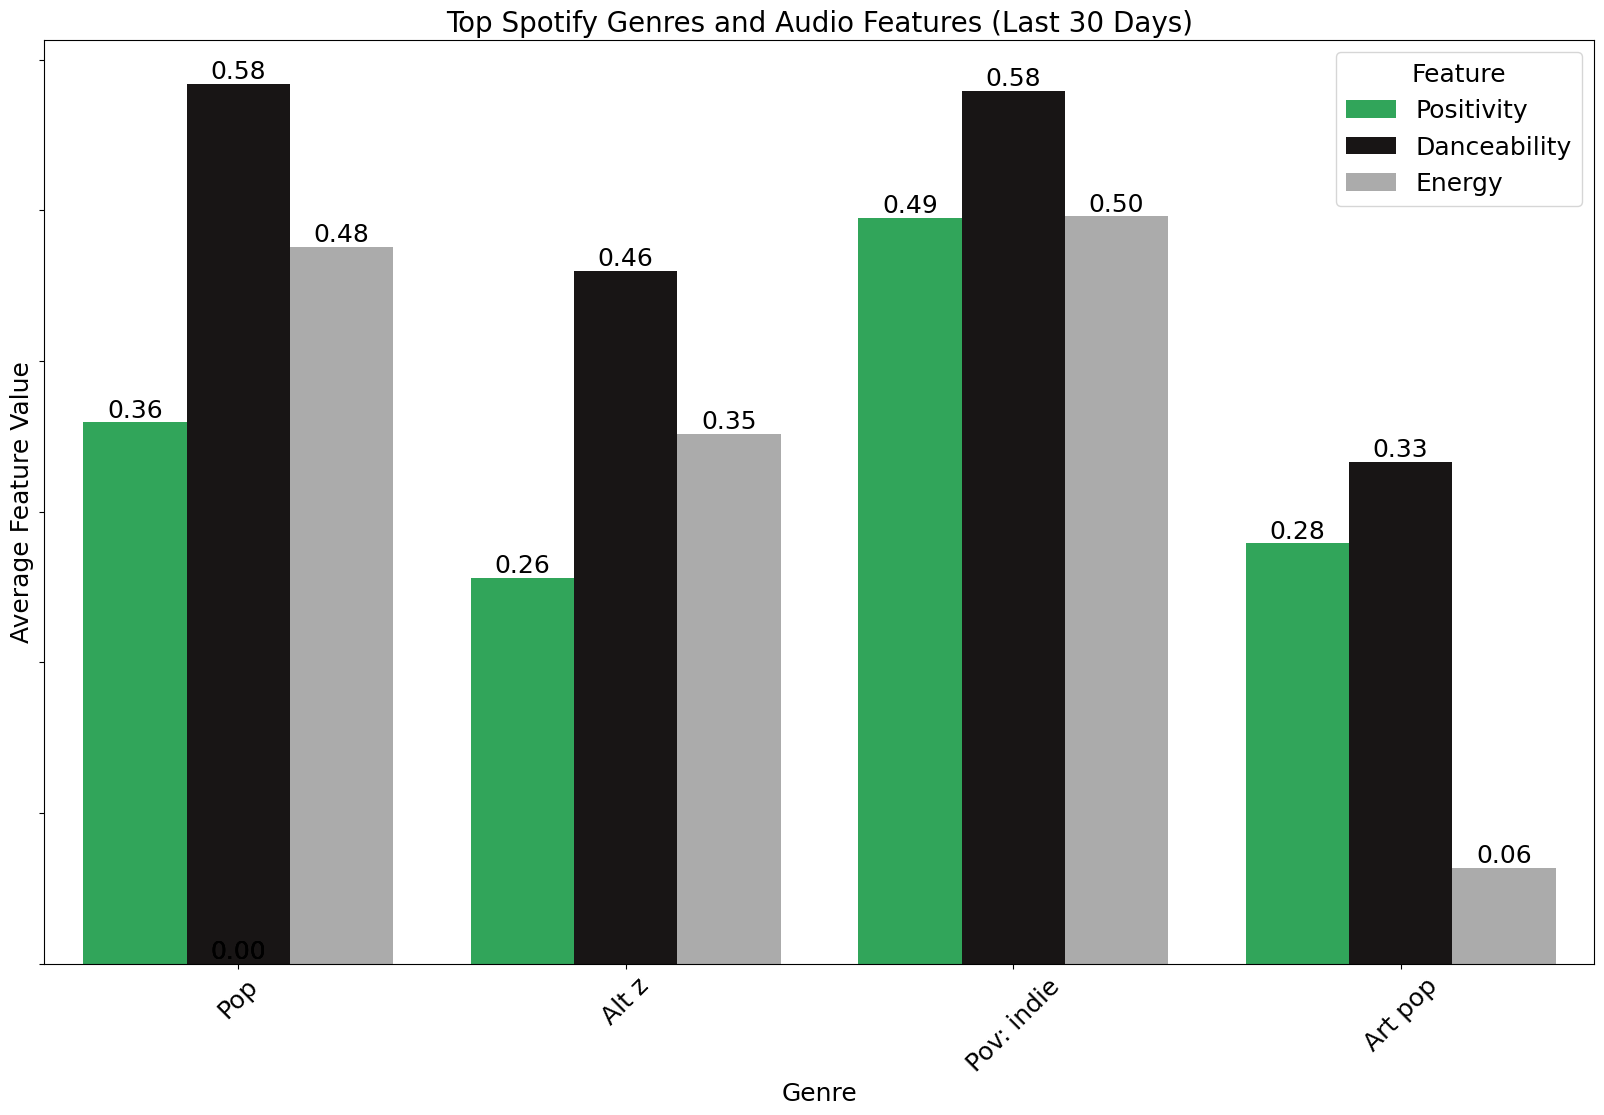 Top Spotify Genres and Audio Features (Last 30 Days)
Feature
Positivity
Danceability
Energy
Average Feature Value
0.36
0.58
0.48
0.26
0.46
0.35
0.49
0.58
0.50
0.28
0.33
0.06
0.00
Pop
Alt z
Pov: indie
Art pop
Genre